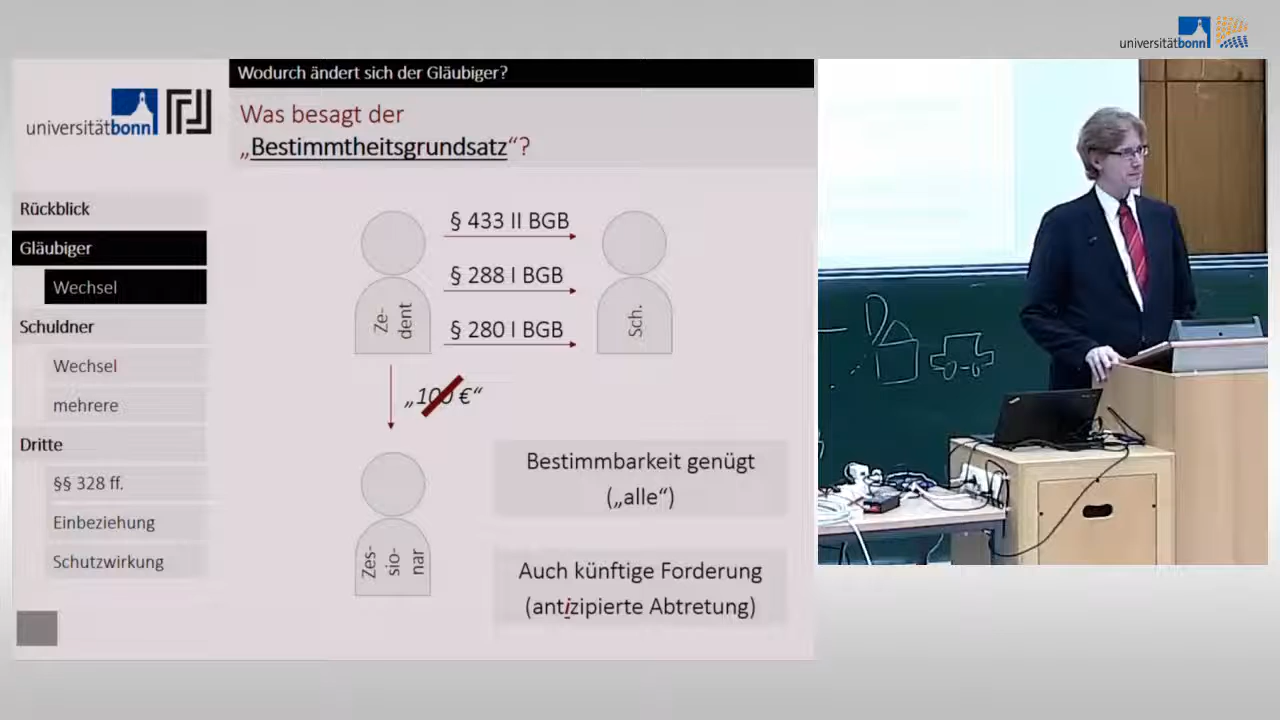 universitätbonn
Wodurch ändert sich der Gläubiger?
universitätbonn
Was besagt der
„Bestimmtheitsgrundsatz“?
Rückblick
Gläubiger
Wechsel
Schuldner
Wechsel
mehrere
Dritte
§§ 328 ff.
Einbeziehung
Schutzwirkung
§ 433 II BGB
§ 288 I BGB
§ 280 I BGB
Ze-
dent
Sch.
„100 €“
Zes-
sio-
nar
Bestimmbarkeit genügt
(„alle“)
Auch künftige Forderung
(antizipierte Abtretung)
D